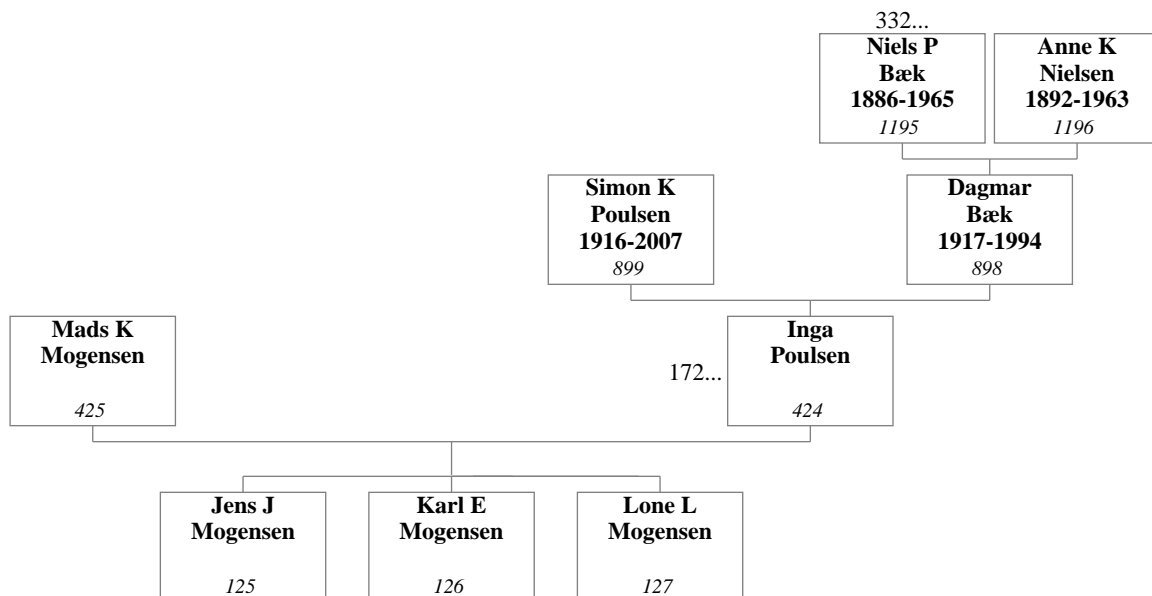 332...
Niels P
Bæk
1886-1965
1195
Anne K
Nielsen
1892-1963
1196
Simon K
Poulsen
1916-2007
899
Dagmar
Bæk
1917-1994
898
Mads K
Mogensen
425
172...
Inga
Poulsen
424
Jens J
Mogensen
125
Karl E
Mogensen
126
Lone L
Mogensen
127